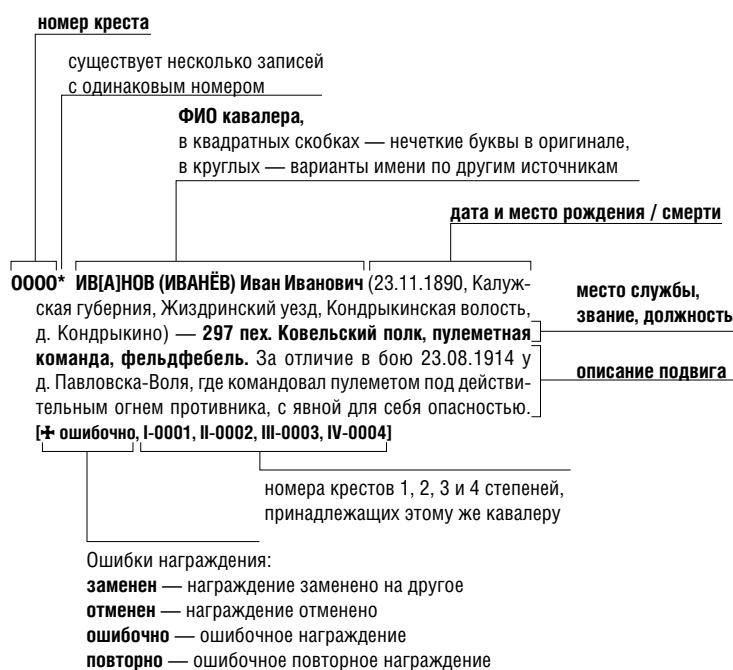 номер креста
существует несколько записей
с одинаковым номером
ФИО кавалера,
в квадратных скобках — нечеткие буквы в оригинале,
в круглых — варианты имени по другим источникам
дата и место рождения / смерти
0000* ИВ[А]НОВ (ИВАНЁВ) Иван Иванович (23.11.1890, Калуж-
ская губерния, Жиздринский уезд, Кондрыкинская волость,
д. Кондрыкино) — 297 пех. Ковельский полк, пулеметная
команда, фельдфебель. За отличие в бою 23.08.1914 у
д. Павловска-Воля, где командовал пулеметом под действи-
тельным огнем противника, с явной для себя опасностью.
[✠ ошибочно, I-0001, II-0002, III-0003, IV-0004]
место службы,
звание, должность
описание подвига
номера крестов 1, 2, 3 и 4 степеней,
принадлежащих этому же кавалеру
Ошибки награждения:
заменен — награждение заменено на другое
отменен — награждение отменено
ошибочно — ошибочное награждение
повторно — ошибочное повторное награждение